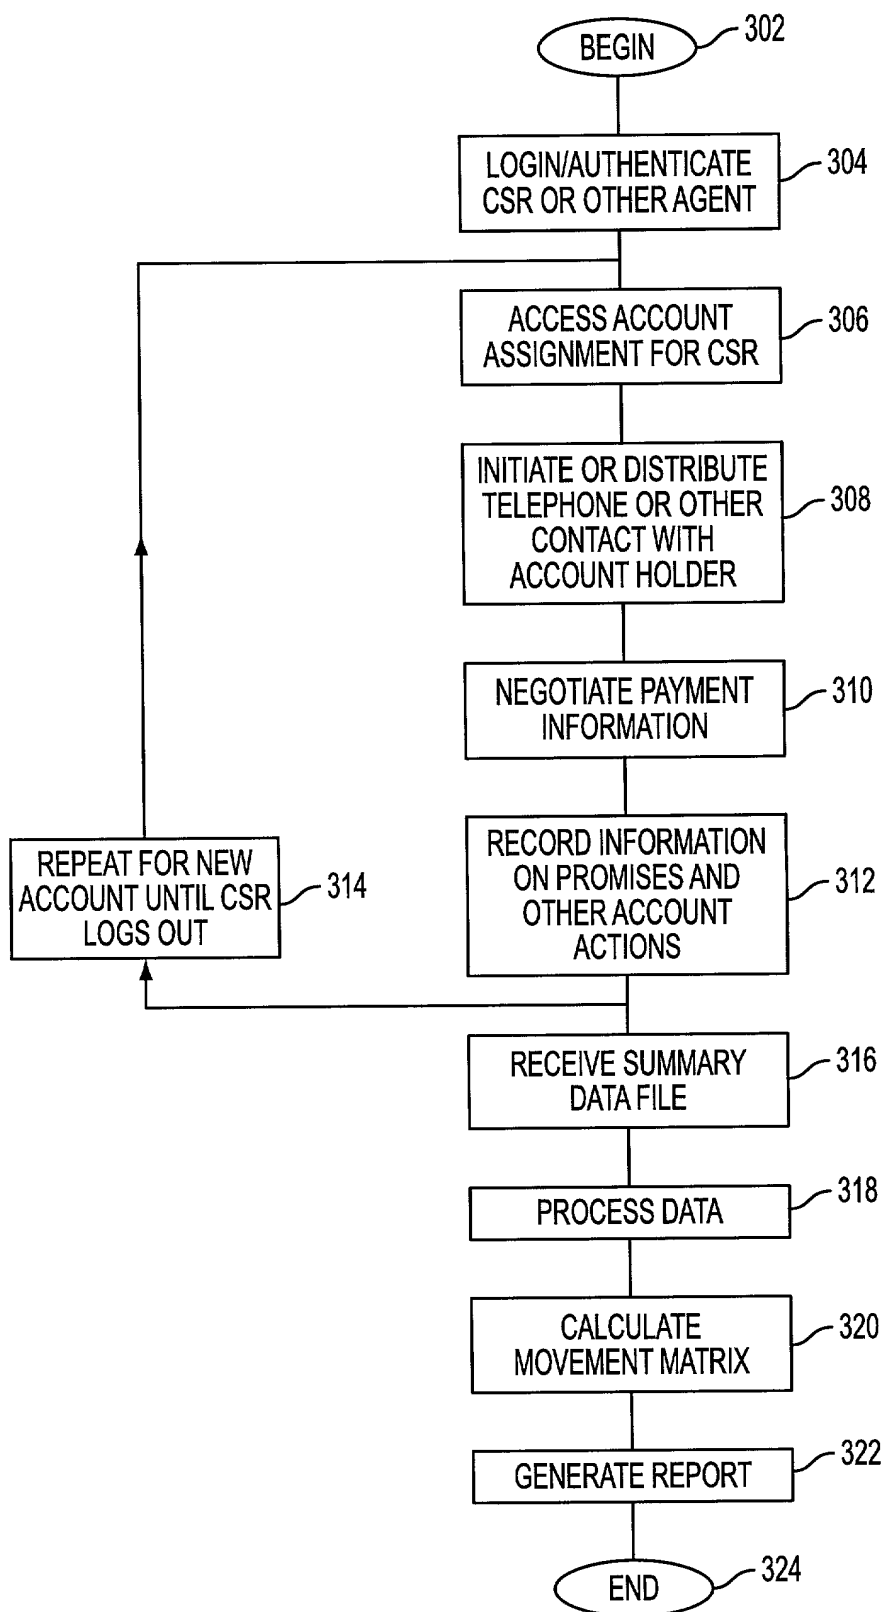 BEGIN
302
LOGIN/AUTHENTICATE
CSR OR OTHER AGENT
304
ACCESS ACCOUNT
ASSIGNMENT FOR CSR
306
INITIATE OR DISTRIBUTE
TELEPHONE OR OTHER
CONTACT WITH
ACCOUNT HOLDER
308
NEGOTIATE PAYMENT
INFORMATION
310
RECORD INFORMATION
ON PROMISES AND
OTHER ACCOUNT
ACTIONS
312
REPEAT FOR NEW
ACCOUNT UNTIL CSR
LOGS OUT
314
RECEIVE SUMMARY
DATA FILE
316
PROCESS DATA
318
CALCULATE
MOVEMENT MATRIX
320
GENERATE REPORT
322
END
324